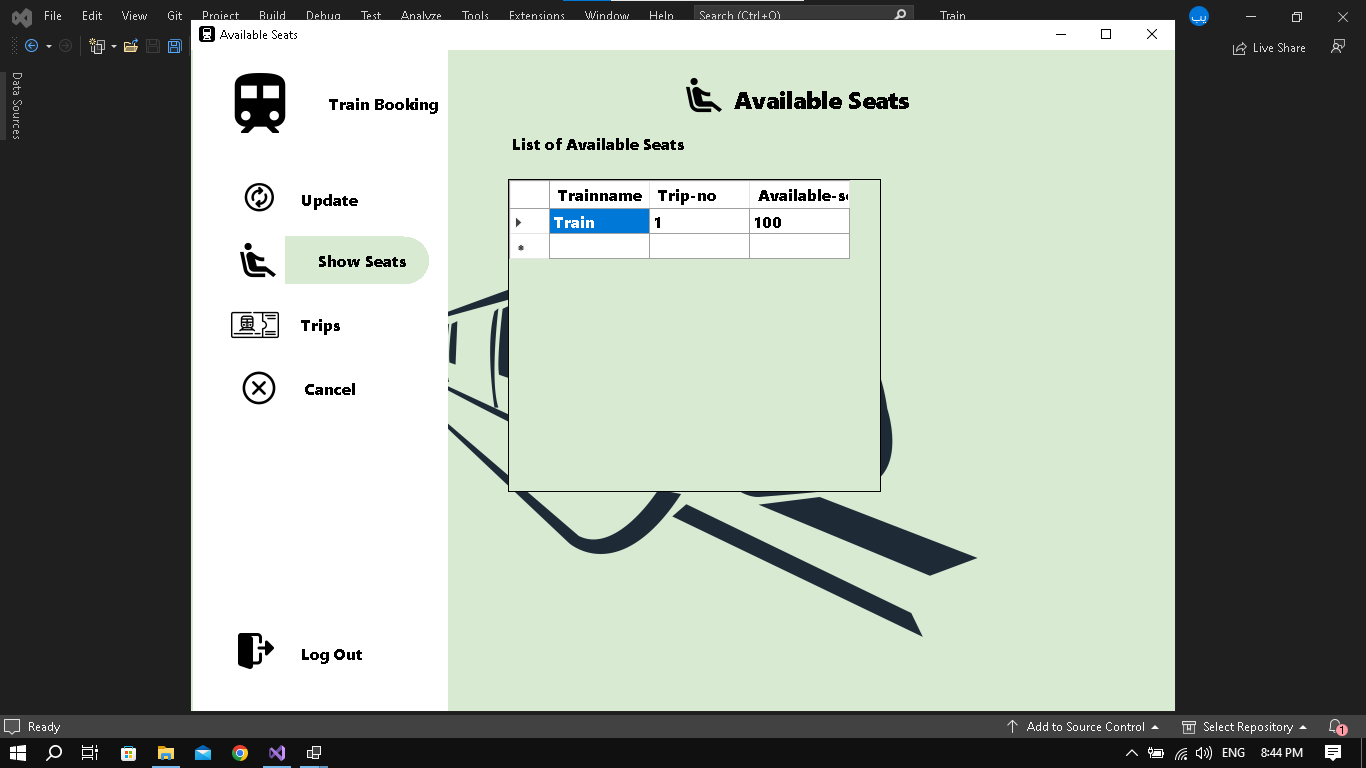 File Edit View Git Project Build Debug Test Analyze Tools Extensions Window Help Search (Ctrl+Q) Train يب
Available Seats
Live Share
Data Sources
Train Booking
Available Seats
List of Available Seats
Trainname Trip-no Available-se
Train 1 100
Update
Show Seats
Trips
Cancel
Log Out
Ready Add to Source Control Select Repository 1
ENG 8:44 PM